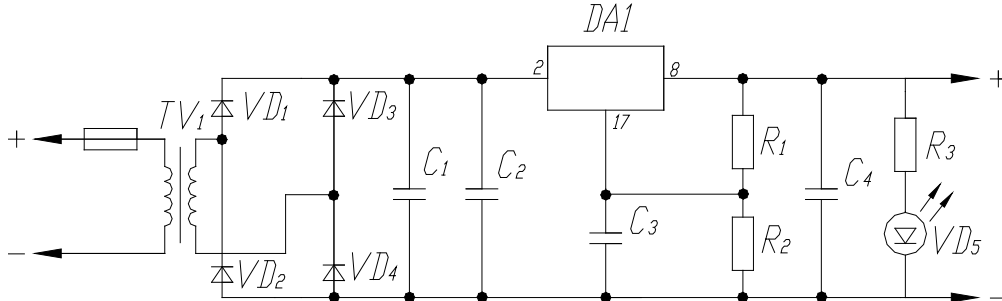 DA1
2
8
+
TV1
VD1
VD3
17
+
R1
R3
C1
C2
C4
C3
R2
VD5
−
VD2
VD4
−